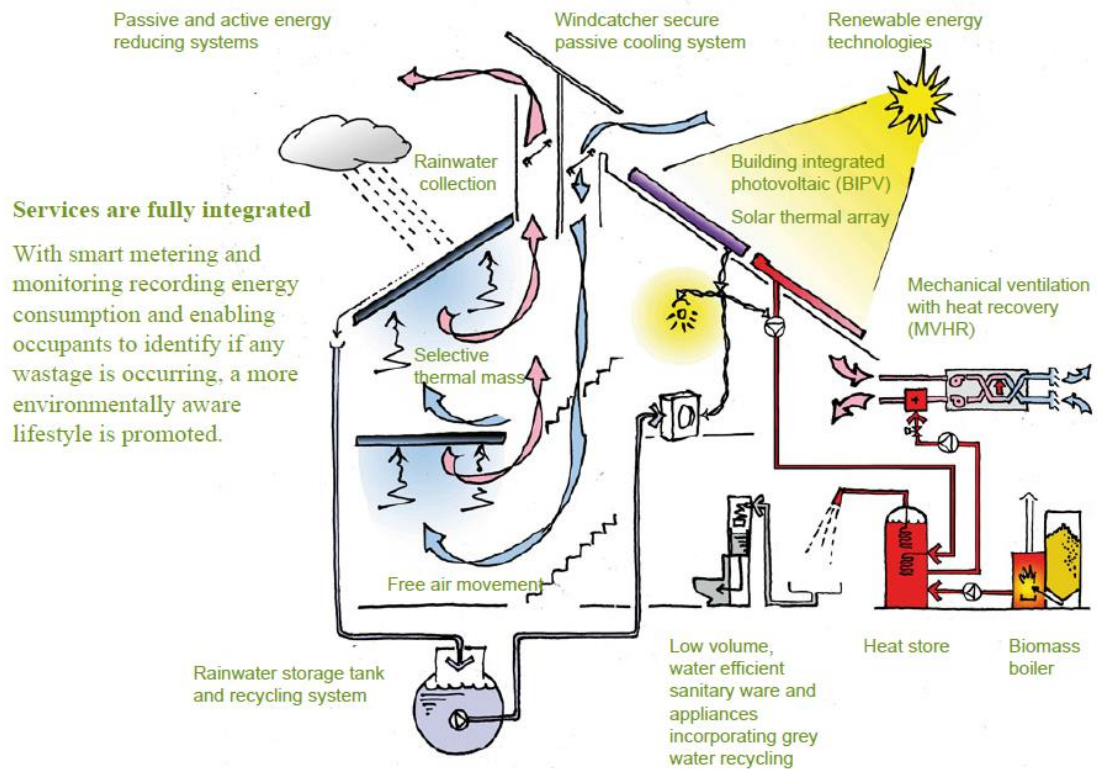 Passive and active energy
reducing systems
Windcatcher secure
passive cooling system
Renewable energy
technologies
Rainwater
collection
Building integrated
photovoltaic (BIPV)
Solar thermal array
Services are fully integrated
With smart metering and
monitoring recording energy
consumption and enabling
occupants to identify if any
wastage is occurring, a more
environmentally aware
lifestyle is promoted.
Mechanical ventilation
with heat recovery
(MVHR)
Selective
thermal mass
Free air movement
Rainwater storage tank
and recycling system
Low volume,
water efficient
sanitary ware and
appliances
incorporating grey
water recycling
Heat store
Biomass
boiler